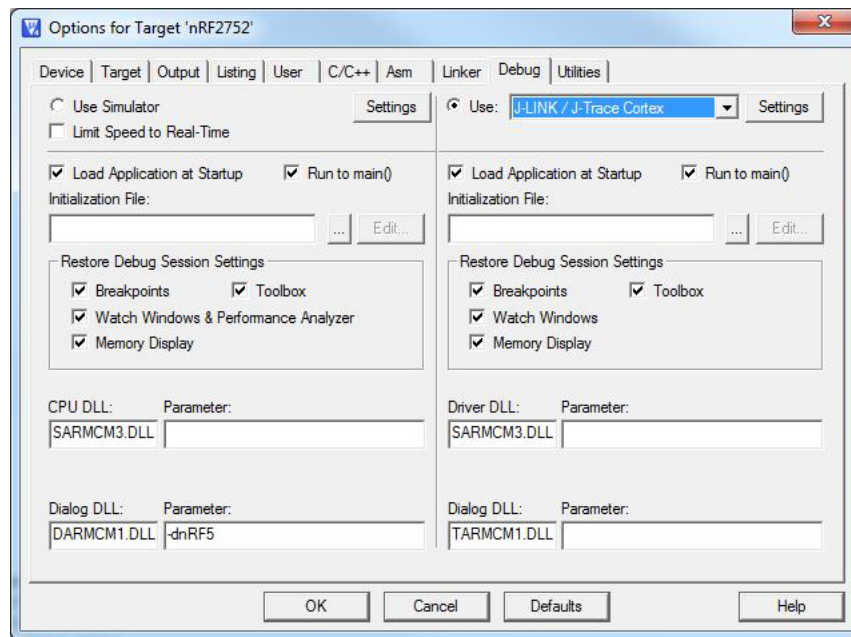 Options for Target 'nRF2752'
Device Target Output Listing User C/C++ Asm Linker Debug Utilities
Use Simulator Settings
Limit Speed to Real-Time
Use: J-LINK / J-Trace Cortex Settings
Load Application at Startup Run to main()
Initialization File:
... Edit...
Restore Debug Session Settings
Breakpoints Toolbox
Watch Windows & Performance Analyzer
Memory Display
Load Application at Startup Run to main()
Initialization File:
... Edit...
Restore Debug Session Settings
Breakpoints Toolbox
Watch Windows
Memory Display
CPU DLL: Parameter:
SARMCM3.DLL
Driver DLL: Parameter:
SARMCM3.DLL
Dialog DLL: Parameter:
DARMCM1.DLL -dnRF5
Dialog DLL: Parameter:
TARMCM1.DLL
OK Cancel Defaults Help